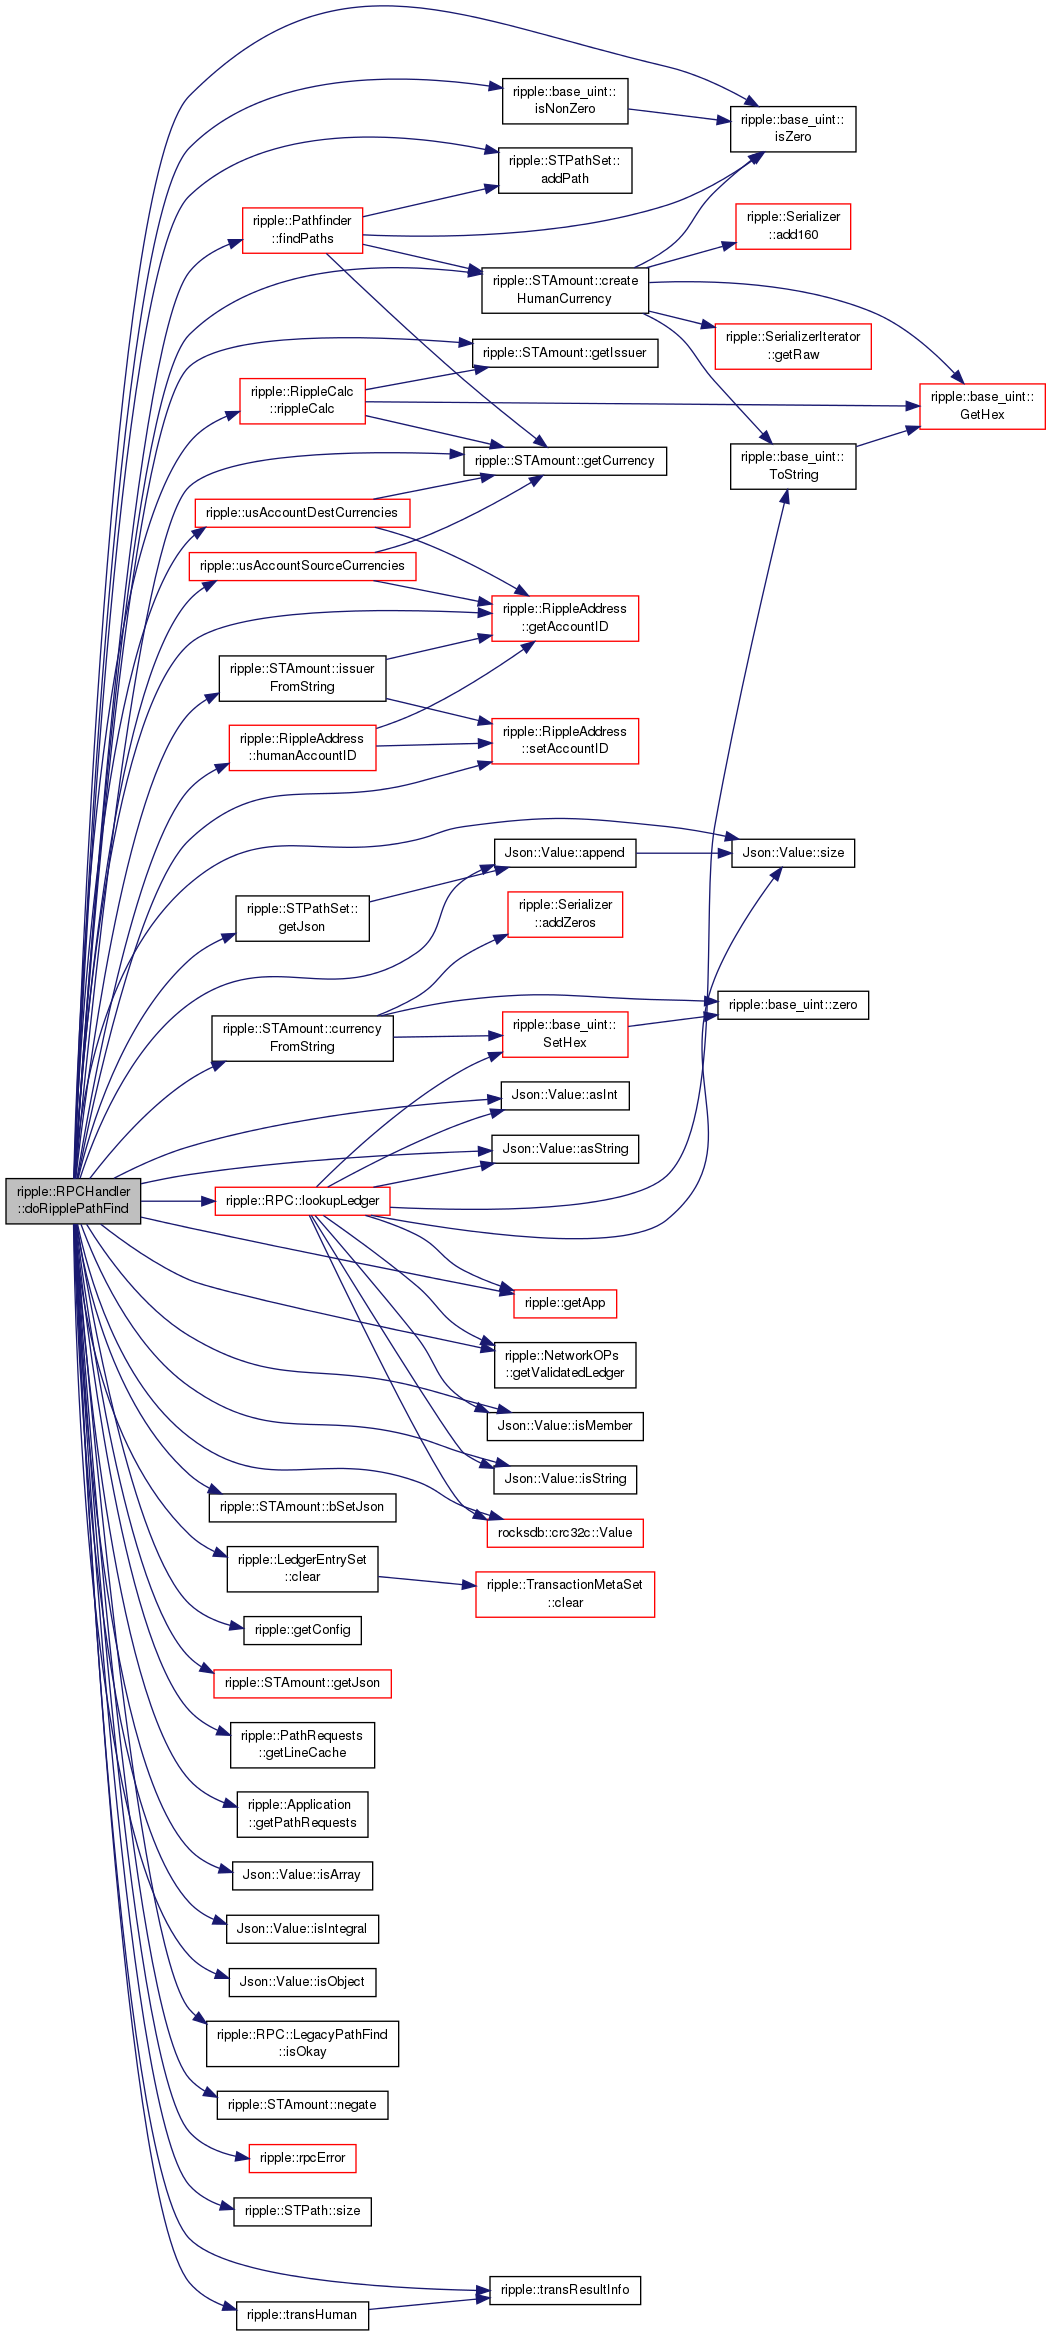 ripple::base_uint::
isNonZero
ripple::base_uint::
isZero
ripple::STPathSet::
addPath
ripple::Pathfinder
::findPaths
ripple::Serializer
::add160
ripple::STAmount::create
HumanCurrency
ripple::SerializerIterator
::getRaw
ripple::STAmount::getIssuer
ripple::RippleCalc
::rippleCalc
ripple::base_uint::
GetHex
ripple::STAmount::getCurrency
ripple::base_uint::
ToString
ripple::usAccountDestCurrencies
ripple::usAccountSourceCurrencies
ripple::RippleAddress
::getAccountID
ripple::STAmount::issuer
FromString
ripple::RippleAddress
::humanAccountID
ripple::RippleAddress
::setAccountID
Json::Value::append
Json::Value::size
ripple::STPathSet::
getJson
ripple::Serializer
::addZeros
ripple::base_uint::zero
ripple::STAmount::currency
FromString
ripple::base_uint::
SetHex
Json::Value::asInt
Json::Value::asString
ripple::RPCHandler
::doRipplePathFind
ripple::RPC::lookupLedger
ripple::getApp
ripple::NetworkOPs
::getValidatedLedger
Json::Value::isMember
Json::Value::isString
ripple::STAmount::bSetJson
rocksdb::crc32c::Value
ripple::LedgerEntrySet
::clear
ripple::TransactionMetaSet
::clear
ripple::getConfig
ripple::STAmount::getJson
ripple::PathRequests
::getLineCache
ripple::Application
::getPathRequests
Json::Value::isArray
Json::Value::isIntegral
Json::Value::isObject
ripple::RPC::LegacyPathFind
::isOkay
ripple::STAmount::negate
ripple::rpcError
ripple::STPath::size
ripple::transResultInfo
ripple::transHuman